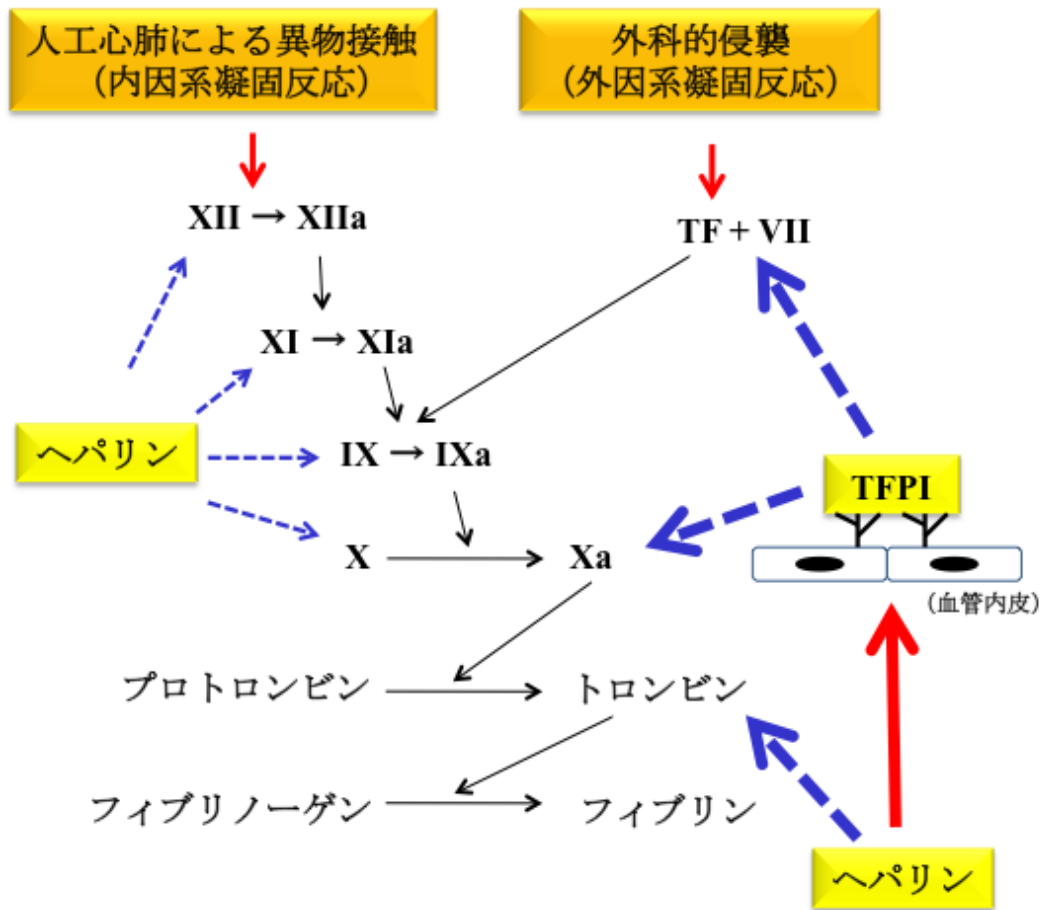 人工心肺による異物接触
(内因系凝固反応)
外科的侵襲
(外因系凝固反応)
XII → XIIa
TF + VII
XI → XIa
ヘパリン
IX → IXa
TFPI
X
Xa
(血管内皮)
プロトロンビン
トロンビン
フィブリノーゲン
フィブリン
ヘパリン